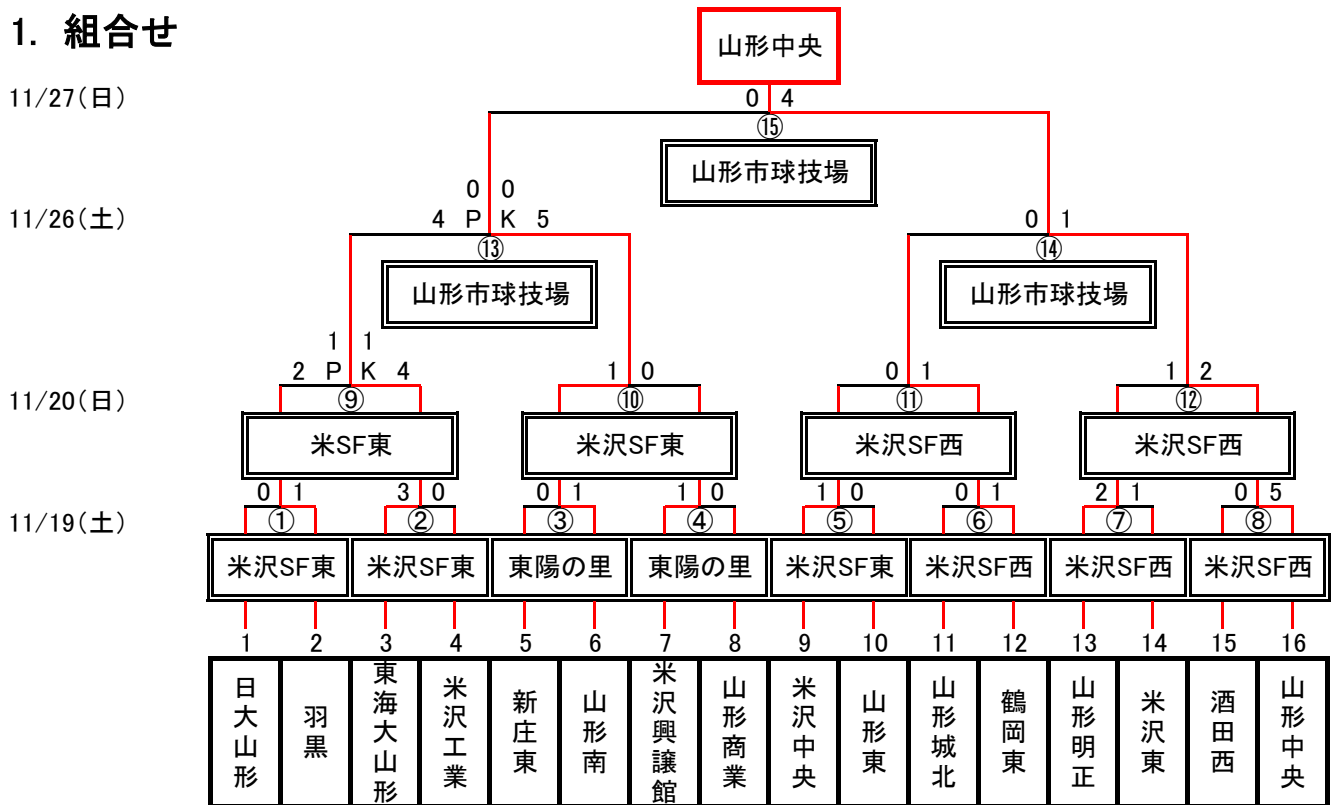 1. 組合せ
山形中央
11/27(日)
0 4
⑮
山形市球技場
0 0
11/26(土)
4 P K 5
0 1
⑬
⑭
山形市球技場
山形市球技場
1 1
2 P K 4
1 0
0 1
1 2
11/20(日)
⑨
⑩
⑪
⑫
米SF東
米沢SF東
米沢SF西
米沢SF西
0 1
3 0
0 1
1 0
1 0
0 1
2 1
0 5
11/19(土)
①
②
③
④
⑤
⑥
⑦
⑧
米沢SF東
米沢SF東
東陽の里
東陽の里
米沢SF東
米沢SF西
米沢SF西
米沢SF西
1 2 3 4 5 6 7 8 9 10 11 12 13 14 15 16
日大山形
羽黒
東海大山形
米沢工業
新庄東
山形南
米沢興譲館
山形商業
米沢中央
山形東
山形城北
鶴岡東
山形明正
米沢東
酒田西
山形中央